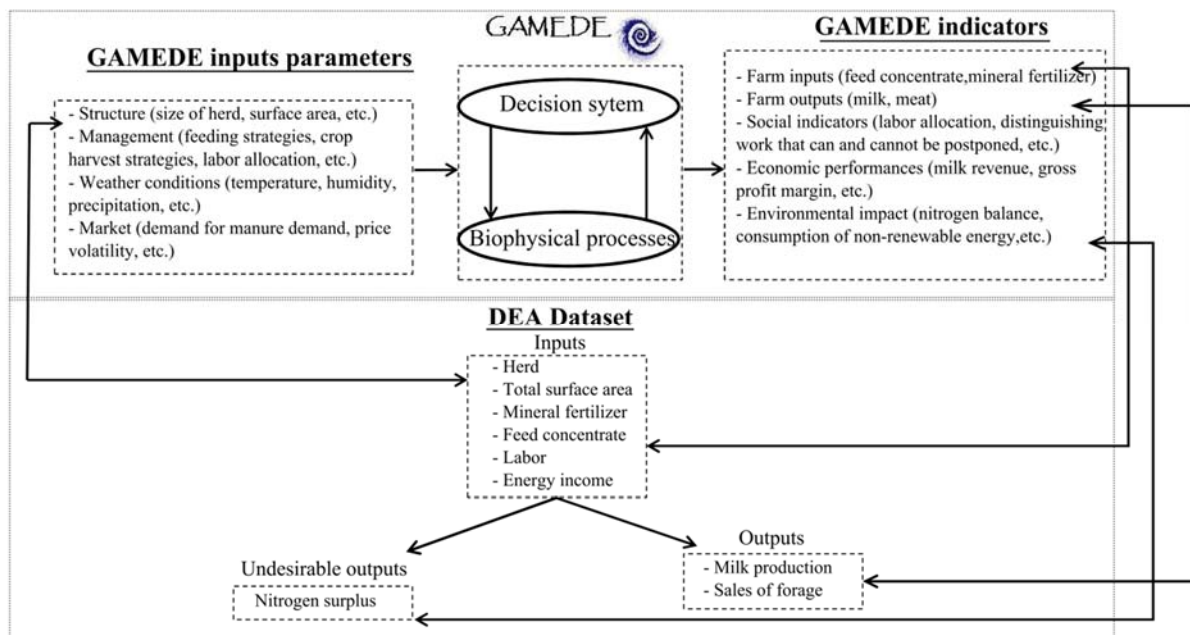 GAMEDE
GAMEDE inputs parameters
- Structure (size of herd, surface area, etc.)
- Management (feeding strategies, crop
harvest strategies, labor allocation, etc.)
- Weather conditions (temperature, humidity,
precipitation, etc.)
- Market (demand for manure demand, price
volatility, etc.)
Decision sytem
Biophysical processes
GAMEDE indicators
- Farm inputs (feed concentrate,mineral fertilizer)
- Farm outputs (milk, meat)
- Social indicators (labor allocation, distinguishing
work that can and cannot be postponed, etc.)
- Economic performances (milk revenue, gross
profit margin, etc.)
- Environmental impact (nitrogen balance,
consumption of non-renewable energy,etc.)
DEA Dataset
Inputs
- Herd
- Total surface area
- Mineral fertilizer
- Feed concentrate
- Labor
- Energy income
Undesirable outputs
Nitrogen surplus
Outputs
- Milk production
- Sales of forage